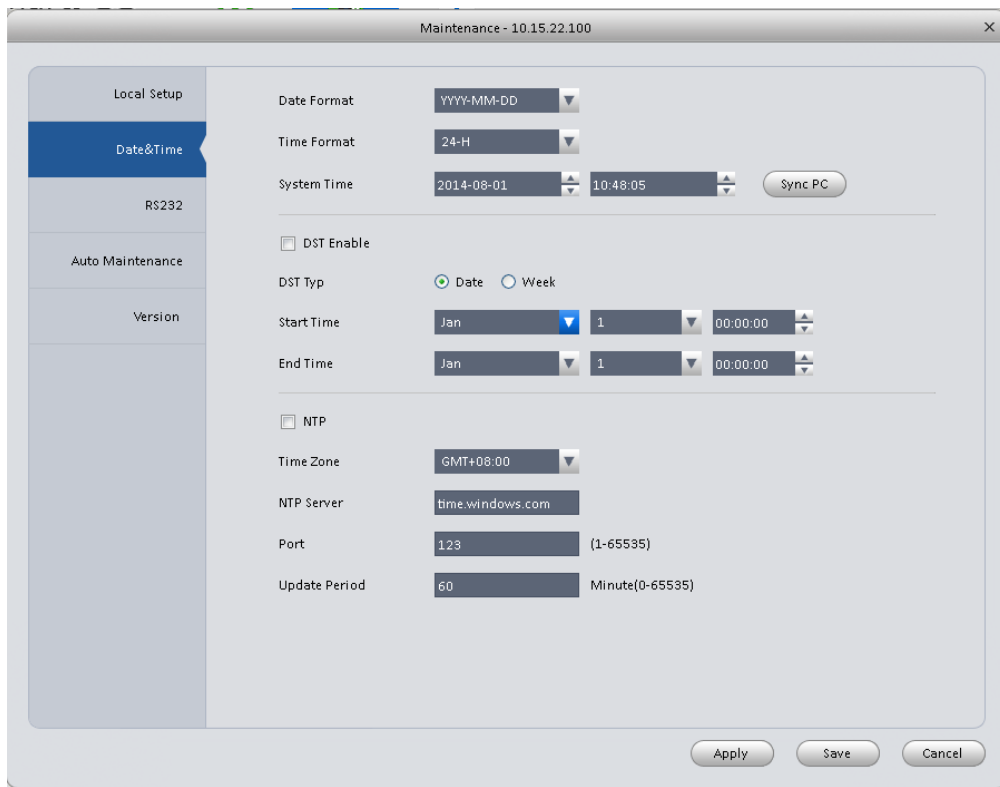 Maintenance - 10.15.22.100
Local Setup
Date&Time
RS232
Auto Maintenance
Version
Date Format YYYY-MM-DD
Time Format 24-H
System Time 2014-08-01 10:48:05 Sync PC
DST Enable
DST Typ Date Week
Start Time Jan 1 00:00:00
End Time Jan 1 00:00:00
NTP
Time Zone GMT+08:00
NTP Server time.windows.com
Port 123 (1-65535)
Update Period 60 Minute(0-65535)
Apply Save Cancel